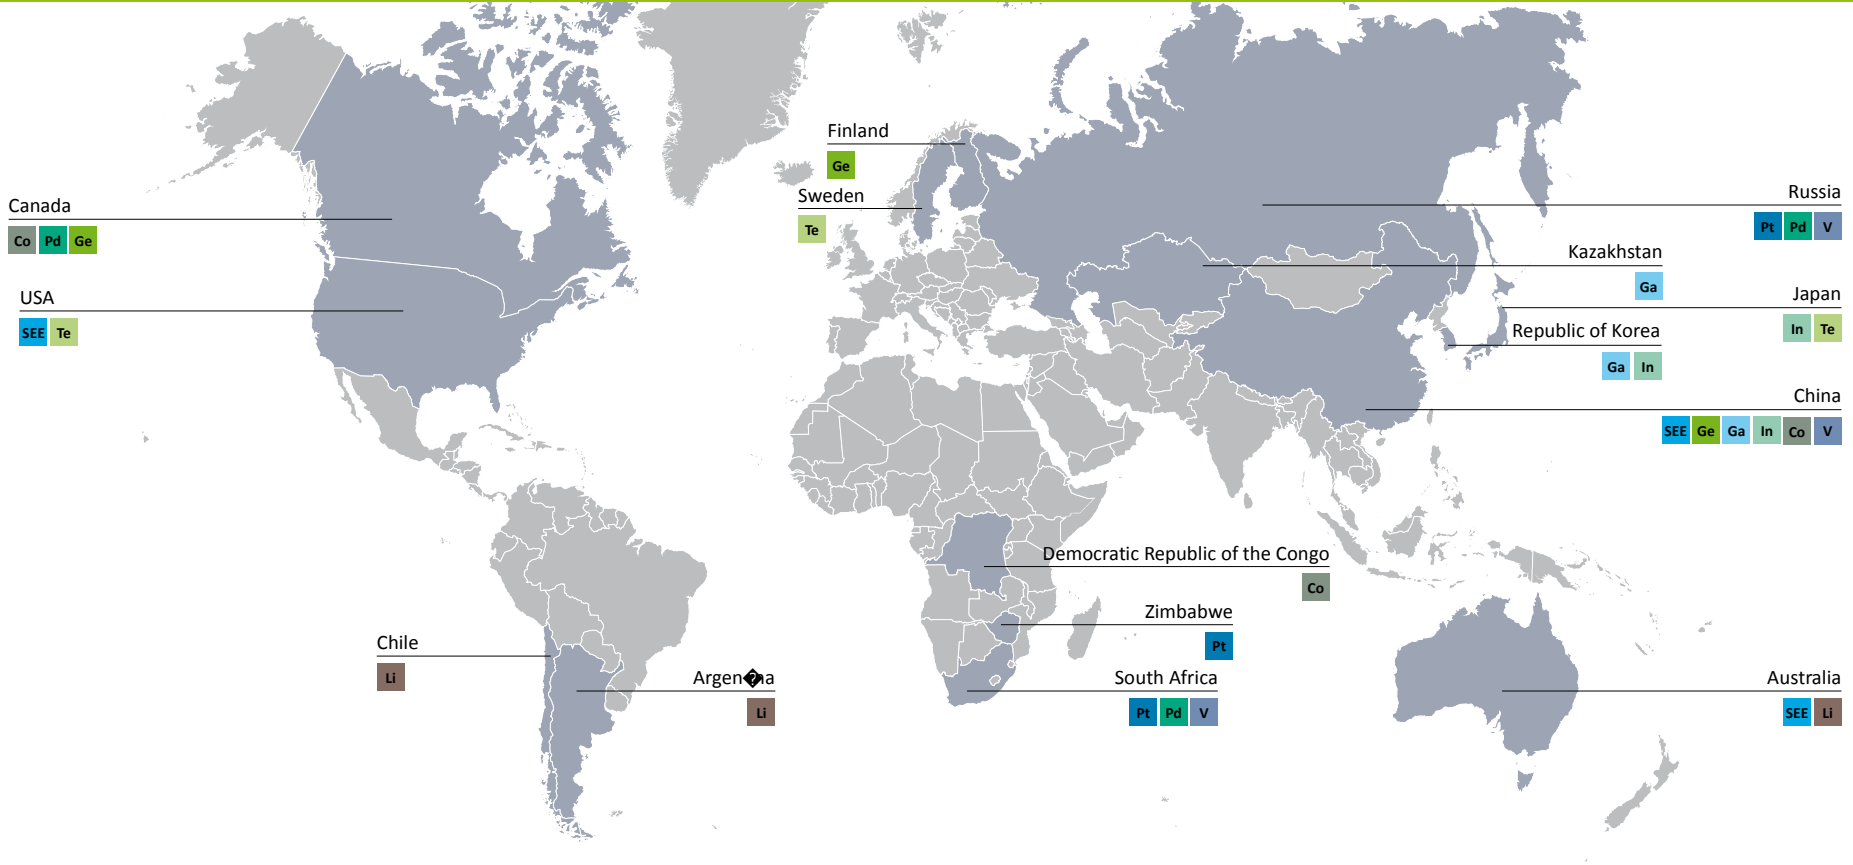 Finland
Ge
Sweden
Te
Canada
Co Pd Ge
USA
SEE Te
Russia
Pt Pd V
Kazakhstan
Ga
Japan
In Te
Republic of Korea
Ga In
China
SEE Ge Ga In Co V
Democratic Republic of the Congo
Co
Zimbabwe
Pt
Chile
Li
Argen�na
Li
South Africa
Pt Pd V
Australia
SEE Li